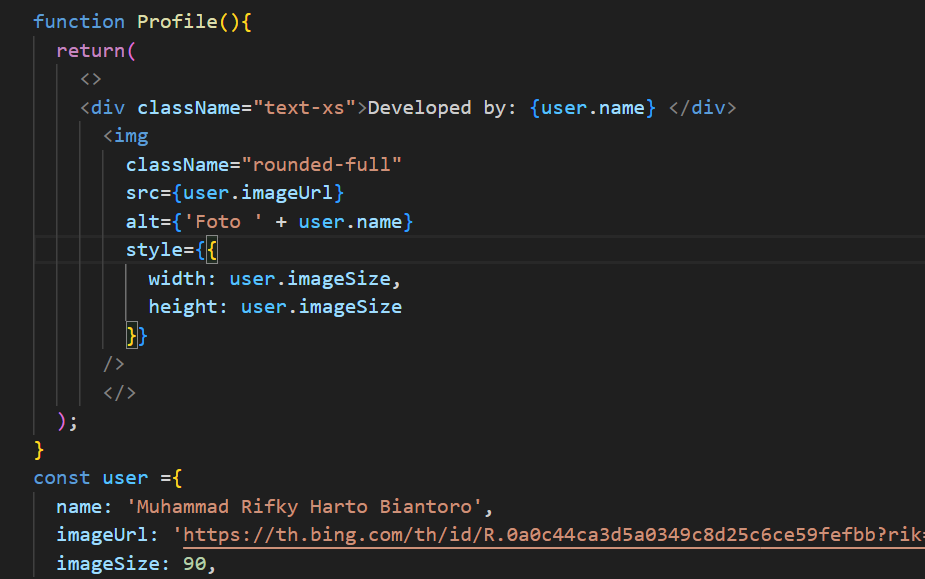 function Profile(){
return(
<>
<div className="text-xs">Developed by: {user.name} </div>
<img
className="rounded-full"
src={user.imageUrl}
alt={'Foto ' + user.name}
style={{
width: user.imageSize,
height: user.imageSize
}}
/>
</>
);
}
const user ={
name: 'Muhammad Rifky Harto Biantoro',
imageUrl: 'https://th.bing.com/th/id/R.0a0c44ca3d5a0349c8d25c6ce59fefbb?rik=
imageSize: 90,